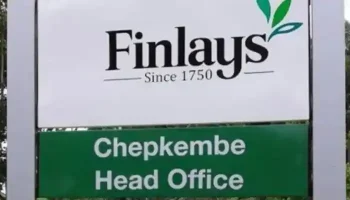 Finlays
Since 1750
Chepkembe
Head Office